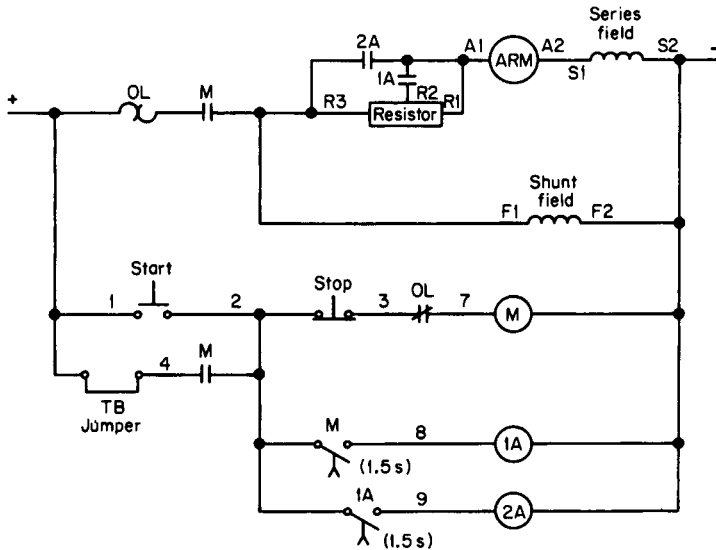 Series
field
2A
A1
ARM
A2
S1
S2
-
1A
R2
R3
R1
Resistor
+
OL
M
Shunt
field
F1
F2
Start
1
2
Stop
3
OL
7
M
4
M
TB
Jumper
M
8
1A
(1.5 s)
1A
9
2A
(1.5 s)